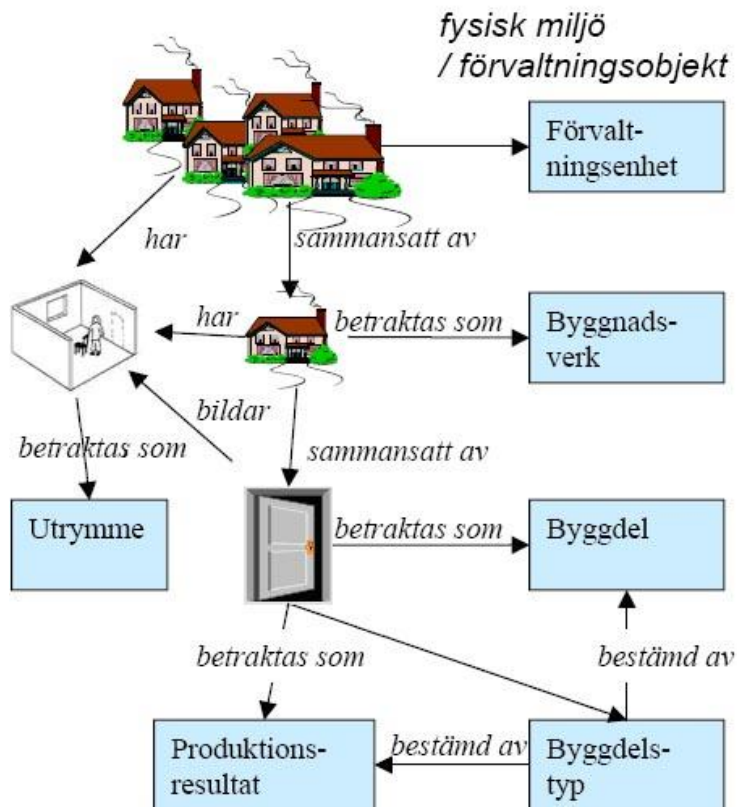 fysisk miljö
/ förvaltningsobjekt
Förvalt-
ningsenhet
har
sammansatt av
har
betraktas som
Byggnads-
verk
bildar
betraktas som
sammansatt av
Utrymme
betraktas som
Byggdel
betraktas som
bestämd av
Produktions-
resultat
bestämd av
Byggdels-
typ